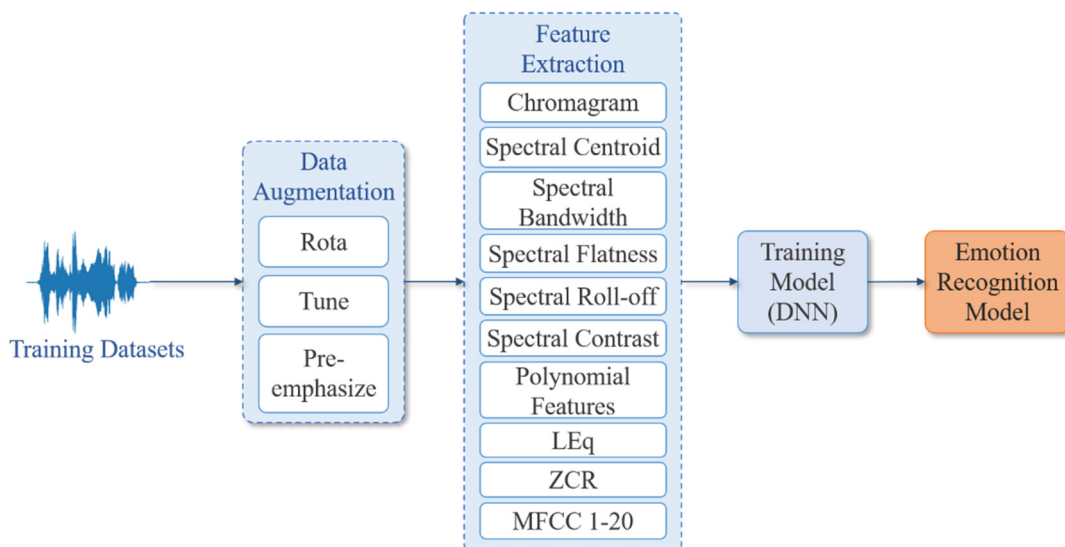 Training Datasets
Data
Augmentation
Rota
Tune
Pre-
emphasize
Feature
Extraction
Chromagram
Spectral Centroid
Spectral
Bandwidth
Spectral Flatness
Spectral Roll-off
Spectral Contrast
Polynomial
Features
LEq
ZCR
MFCC 1-20
Training
Model
(DNN)
Emotion
Recognition
Model